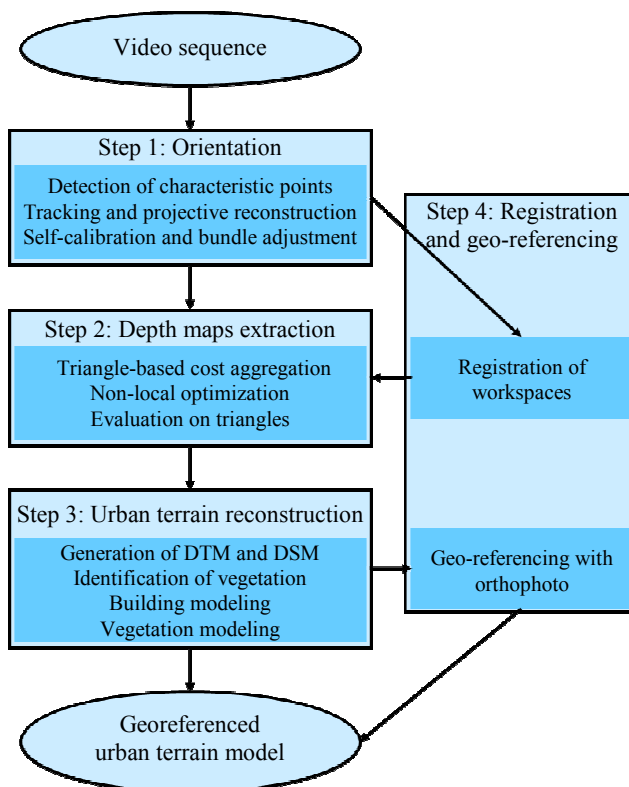 Video sequence
Step 1: Orientation
Detection of characteristic points
Tracking and projective reconstruction
Self-calibration and bundle adjustment
Step 2: Depth maps extraction
Triangle-based cost aggregation
Non-local optimization
Evaluation on triangles
Step 3: Urban terrain reconstruction
Generation of DTM and DSM
Identification of vegetation
Building modeling
Vegetation modeling
Step 4: Registration
and geo-referencing
Registration of
workspaces
Geo-referencing with
orthophoto
Georeferenced
urban terrain model